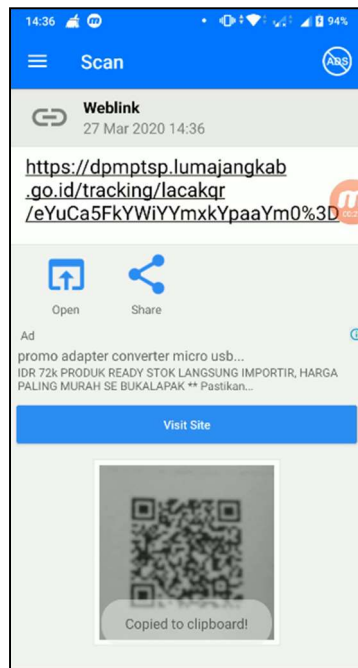 14:36
94%
Scan
ADS
Weblink
27 Mar 2020 14:36
https://dpmptsp.lumajangkab
.go.id/tracking/lacakqr
/eYuCa5FkYWiYYmxkYpaaYm0%3D
Open
Share
Ad
promo adapter converter micro usb...
IDR 72k PRODUK READY STOK LANGSUNG IMPORTIR, HARGA
PALING MURAH SE BUKALAPAK ** Pastikan...
Visit Site
Copied to clipboard!